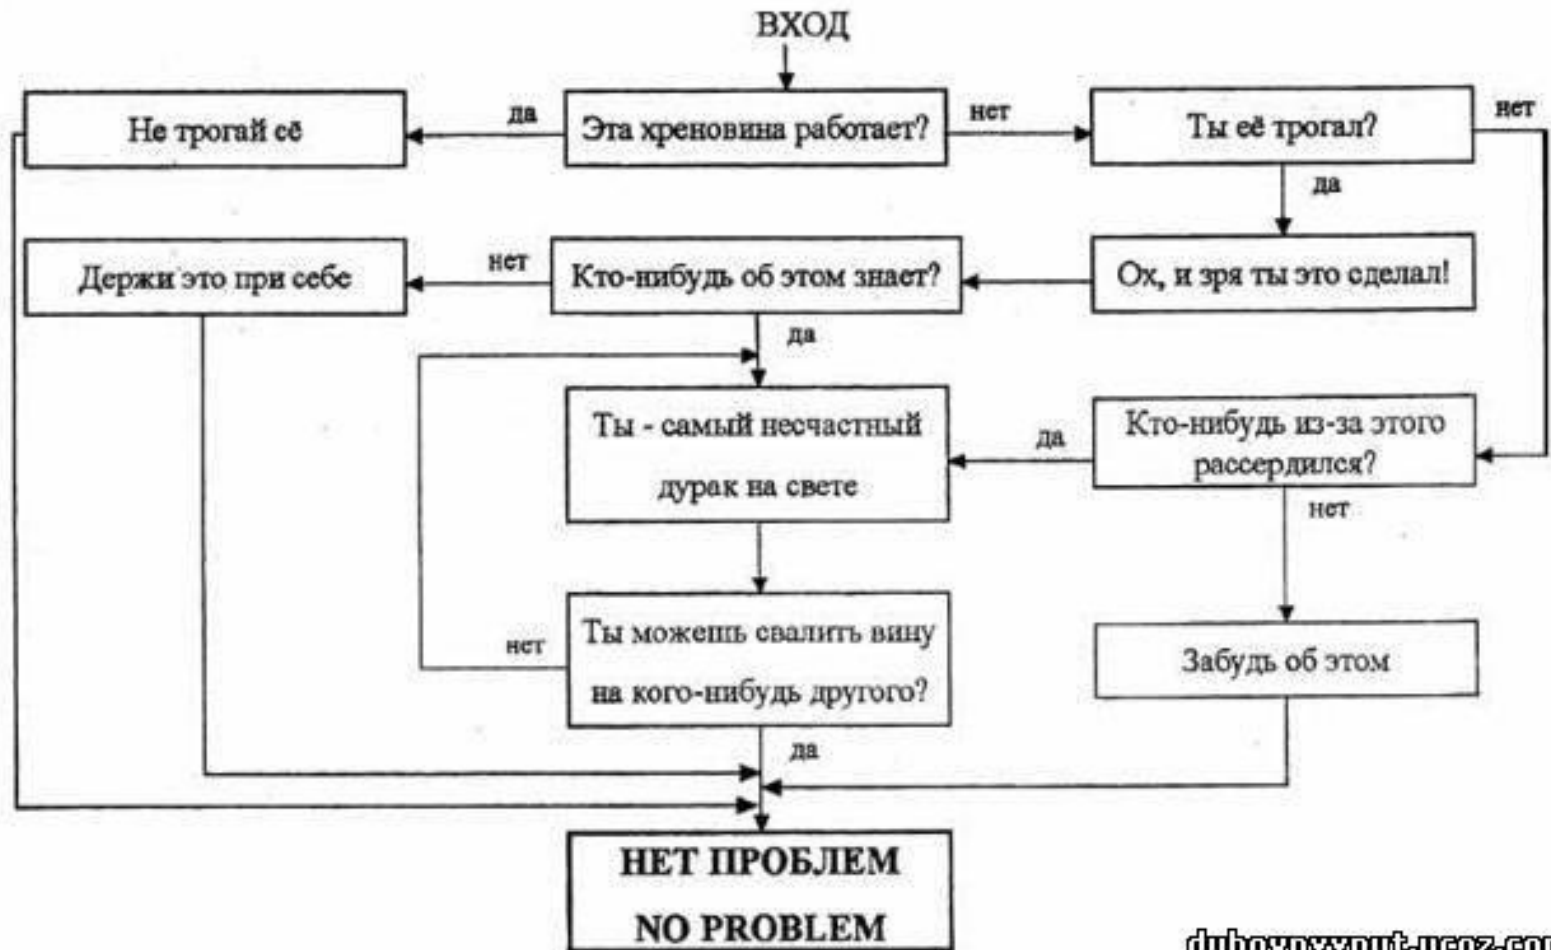 ВХОД
да
нет
нет
Не трогай её
Эта хреновина работает?
Ты её трогал?
да
нет
Держи это при себе
Кто-нибудь об этом знает?
Ох, и зря ты это сделал!
да
Ты - самый несчастный
дурак на свете
да
Кто-нибудь из-за этого
рассердился?
нет
нет
Ты можешь свалить вину
на кого-нибудь другого?
Забудь об этом
да
НЕТ ПРОБЛЕМ
NO PROBLEM